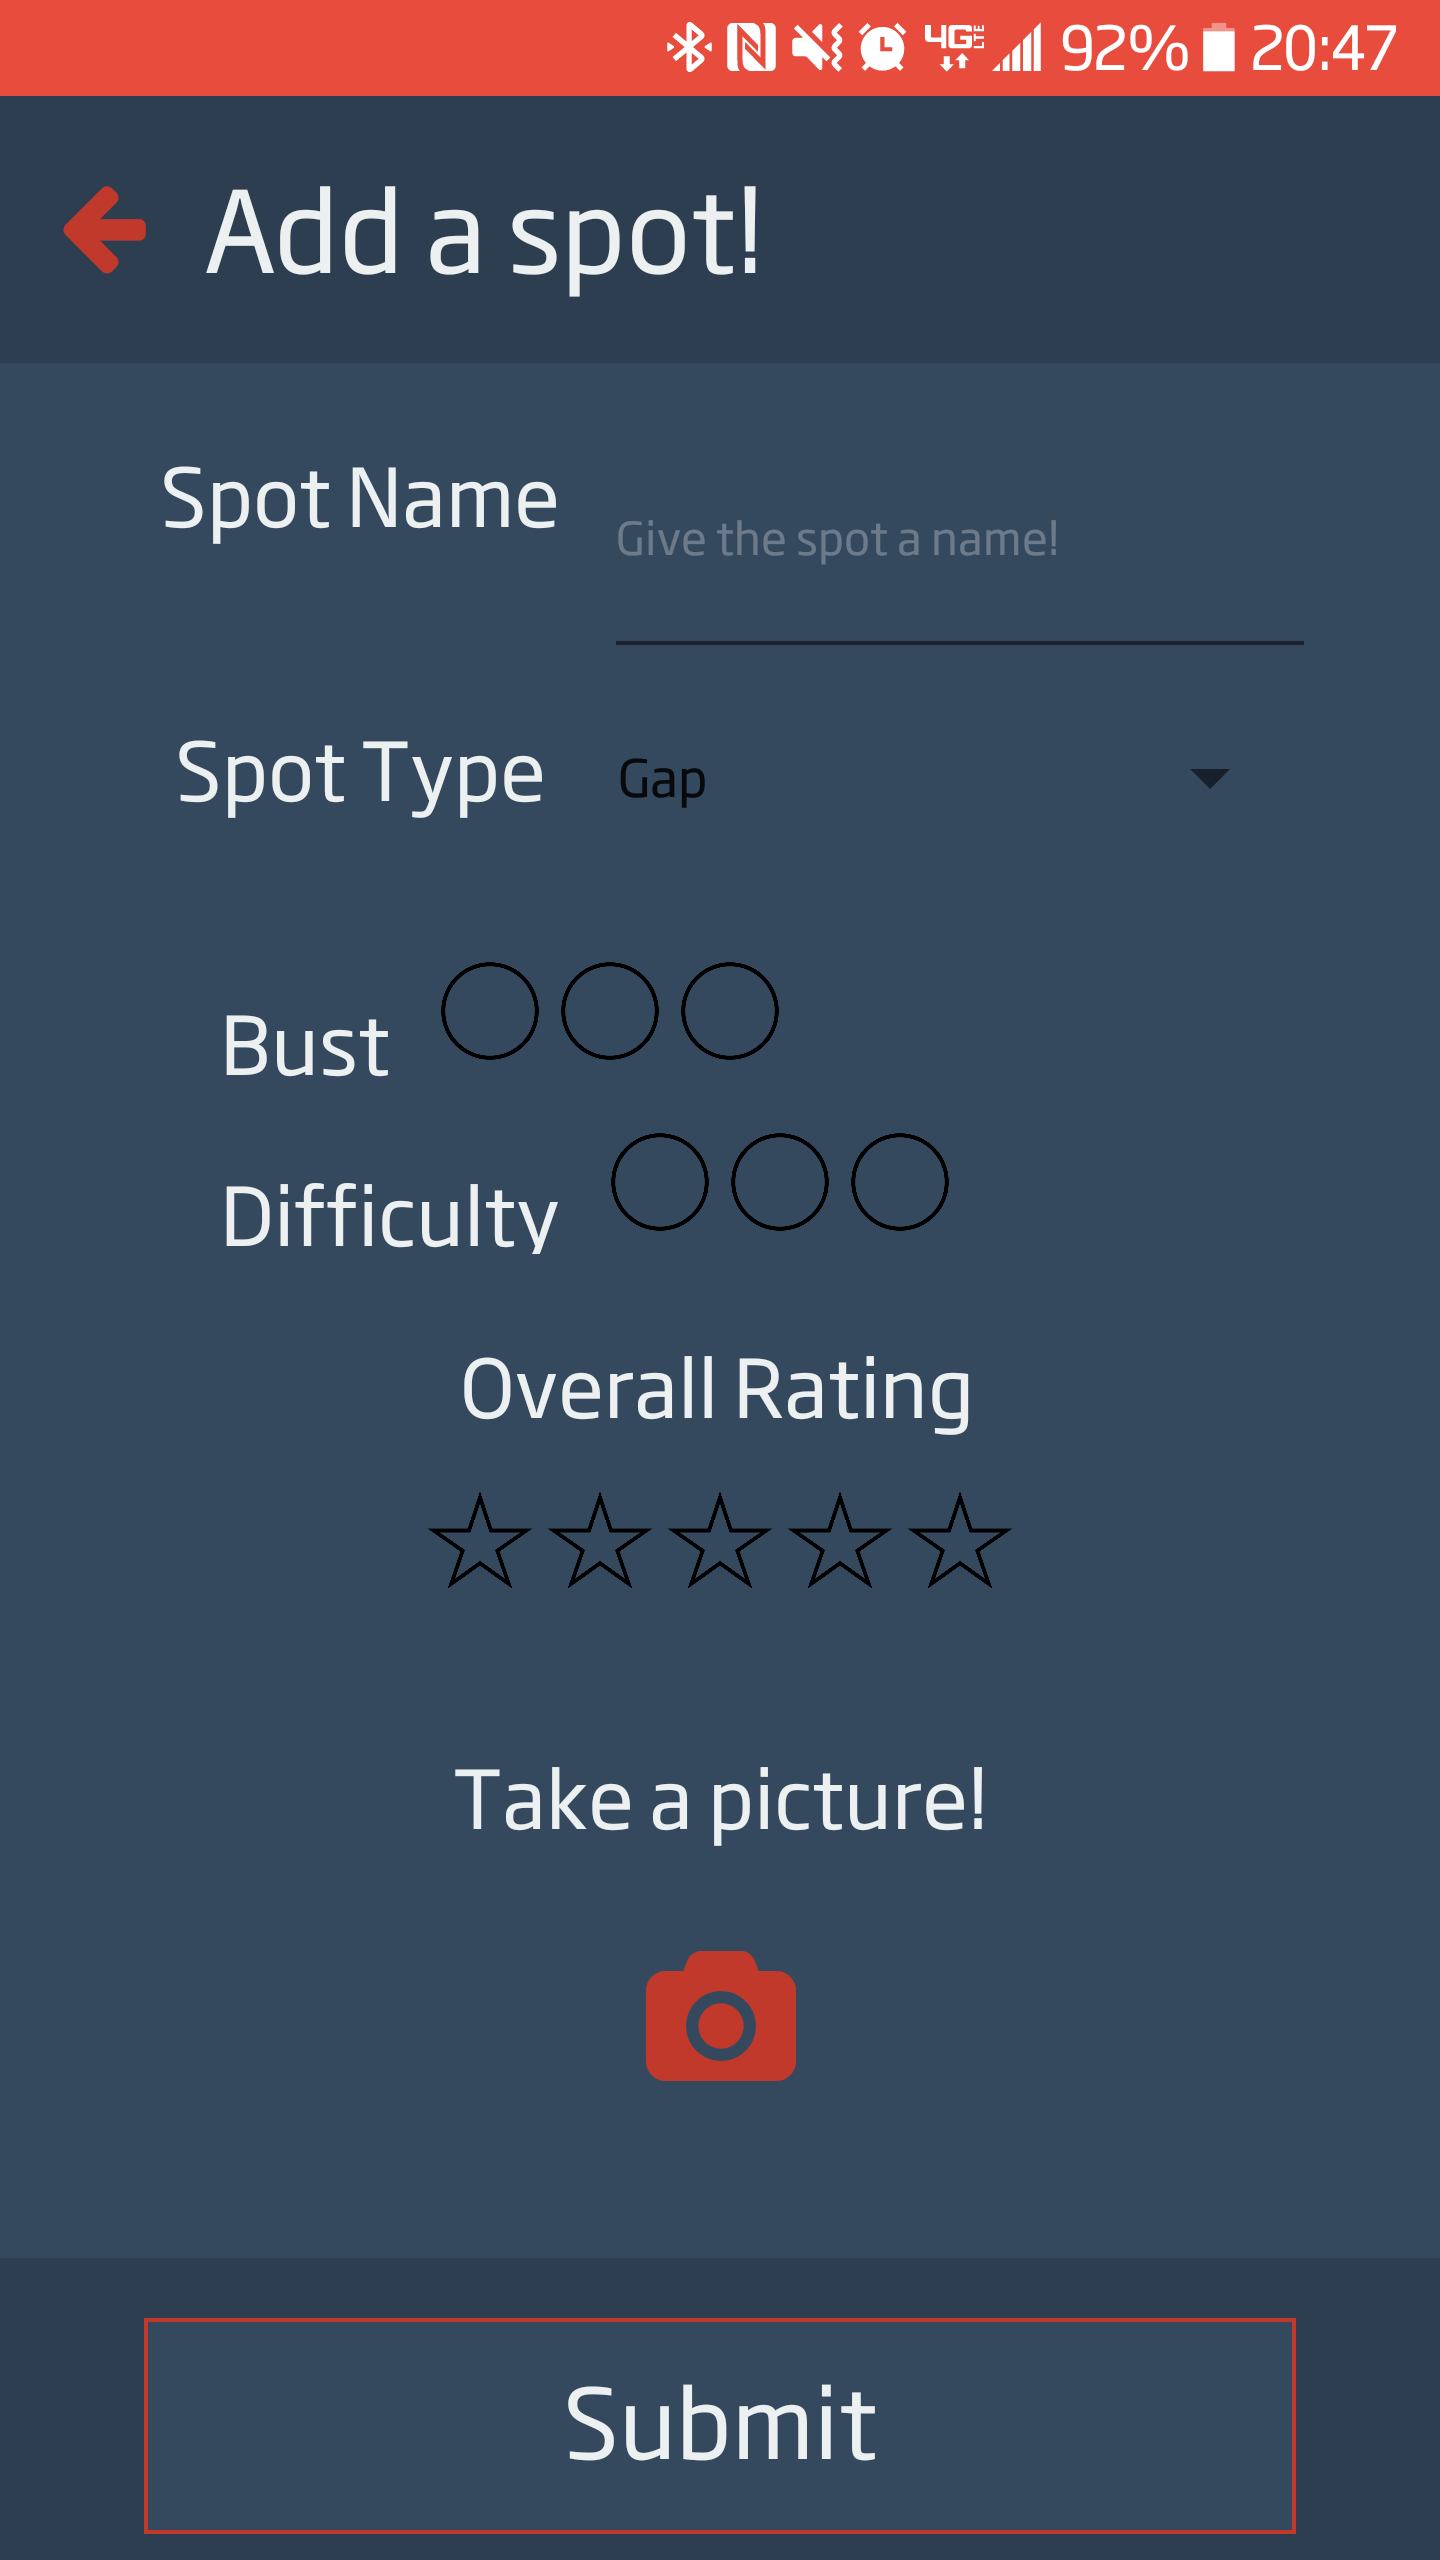 4G LTE 92% 20:47
Add a spot!
Spot Name
Give the spot a name!
Spot Type Gap
Bust
Difficulty
Overall Rating
Take a picture!
Submit